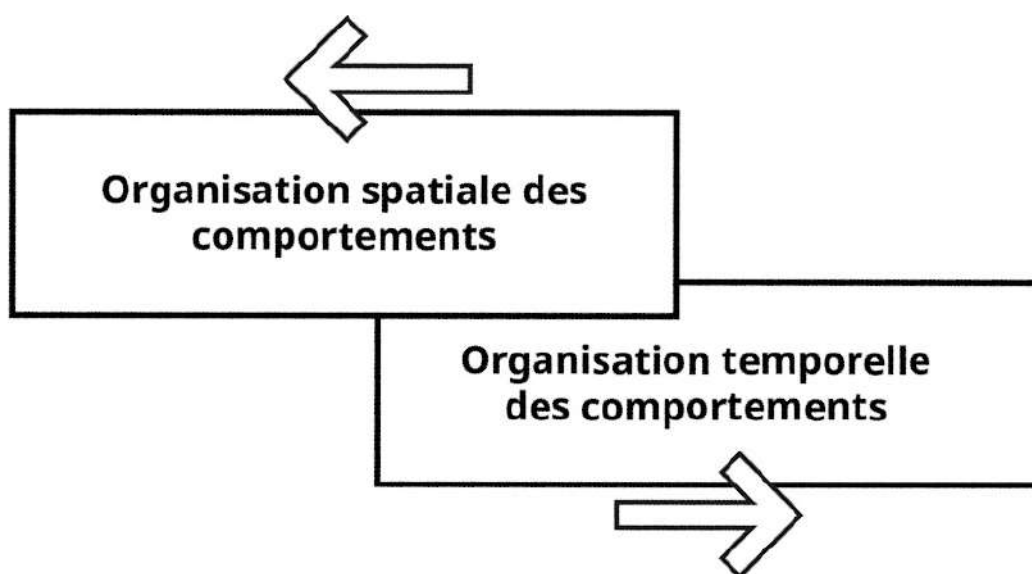 Organisation spatiale des
comportements
Organisation temporelle
des comportements